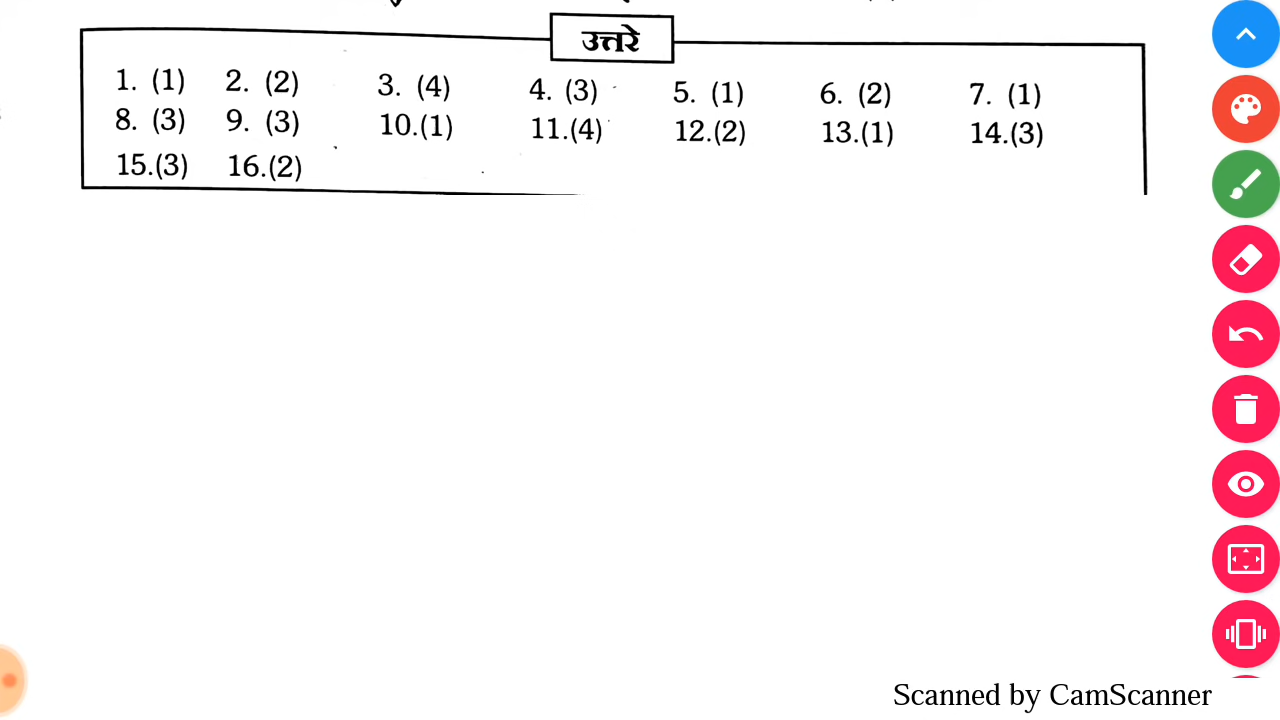 उत्तरे
1. (1) 2. (2) 3. (4) 4. (3) 5. (1) 6. (2) 7. (1)
8. (3) 9. (3) 10.(1) 11.(4) 12.(2) 13.(1) 14.(3)
15.(3) 16.(2)
Scanned by CamScanner